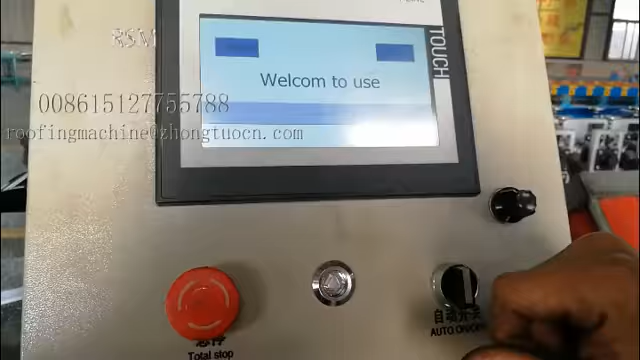 TOUCH
Welcom to use
008615127755788
roofingmachine@zhongtuocn.com
急停
Total stop
自动开关
AUTO ON/OFF